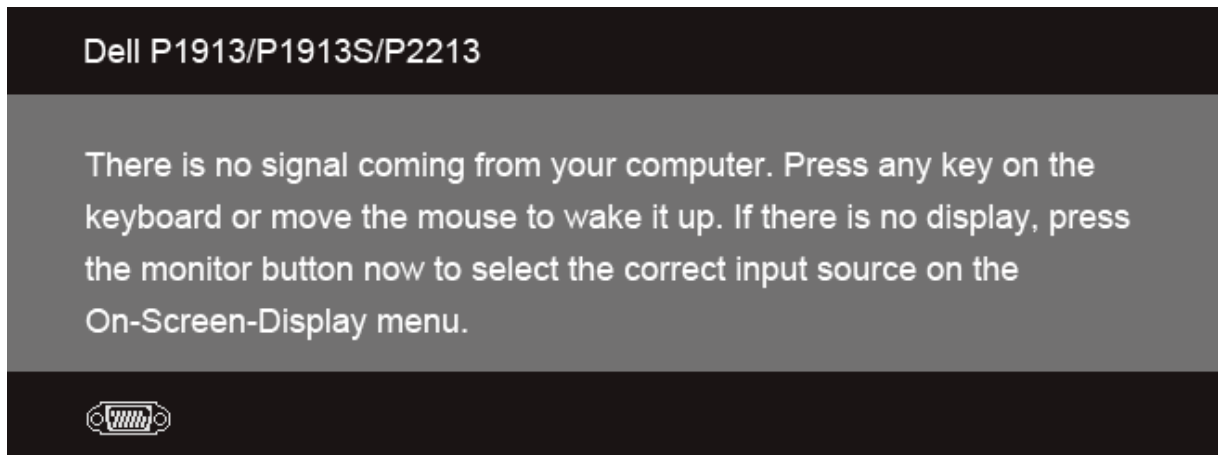 Dell P1913/P1913S/P2213
There is no signal coming from your computer. Press any key on the
keyboard or move the mouse to wake it up. If there is no display, press
the monitor button now to select the correct input source on the
On-Screen-Display menu.